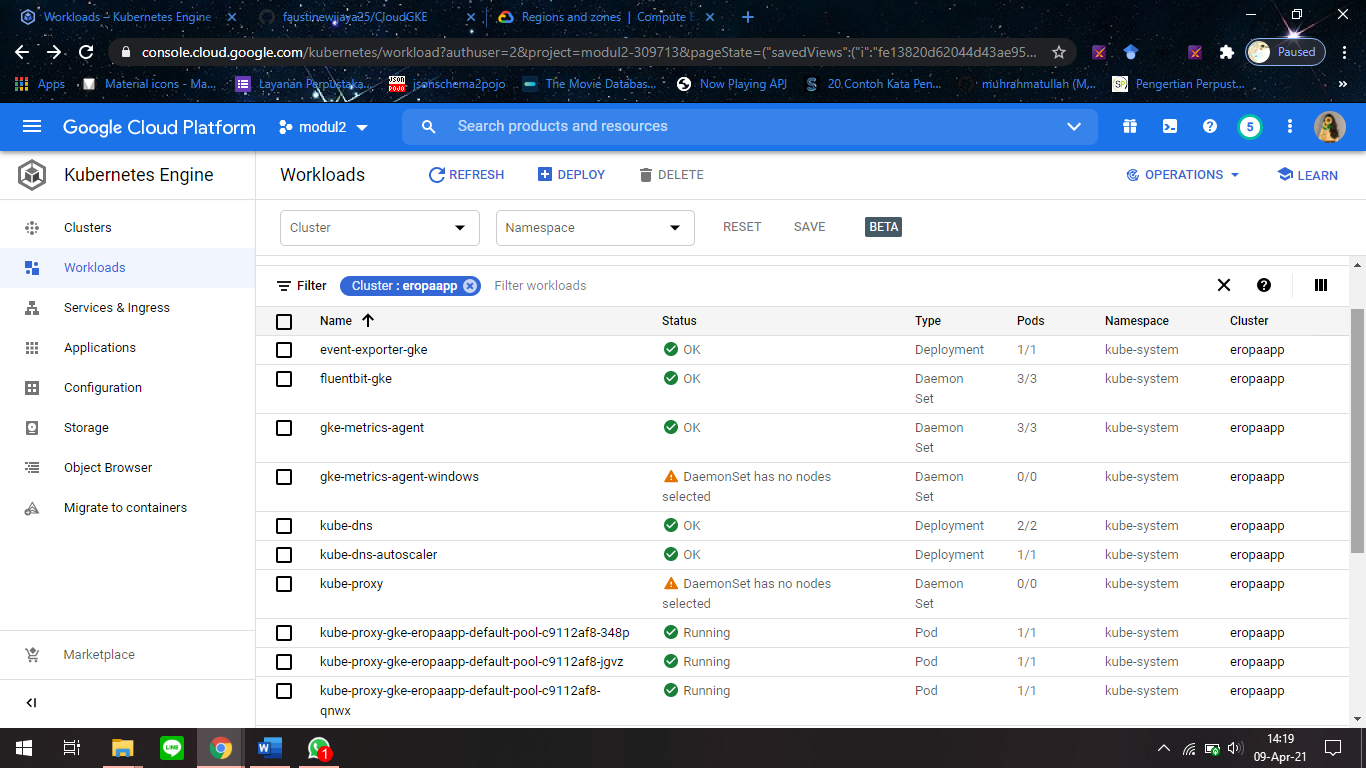 Workloads – Kubernetes Engine
faustinewijaya25/CloudGKE
Regions and zones | Compute E
console.cloud.google.com/kubernetes/workload?authuser=2&project=modul2-309713&pageState=("savedViews":("i":"fe13820d62044d43ae95...
Paused
Apps
Material icons - Ma...
Layanan Perpustaka...
jsonschema2pojo
The Movie Databas...
Now Playing API
20 Contoh Kata Pen...
muhrahmatullah (M,...
Pengertian Perpust...
»
Google Cloud Platform
modul2
Search products and resources
5
Kubernetes Engine
Workloads
REFRESH
DEPLOY
DELETE
OPERATIONS
LEARN
Clusters
Workloads
Services & Ingress
Applications
Configuration
Storage
Object Browser
Migrate to containers
Marketplace
Cluster
Namespace
RESET
SAVE
BETA
Filter
Cluster : eropaapp
Filter workloads
Name Status Type Pods Namespace Cluster
event-exporter-gke OK Deployment 1/1 kube-system eropaapp
fluentbit-gke OK Daemon 3/3 kube-system eropaapp
Set
gke-metrics-agent OK Daemon 3/3 kube-system eropaapp
Set
gke-metrics-agent-windows DaemonSet has no nodes Daemon 0/0 kube-system eropaapp
selected Set
kube-dns OK Deployment 2/2 kube-system eropaapp
kube-dns-autoscaler OK Deployment 1/1 kube-system eropaapp
kube-proxy DaemonSet has no nodes Daemon 0/0 kube-system eropaapp
selected Set
kube-proxy-gke-eropaapp-default-pool-c9112af8-348p Running Pod 1/1 kube-system eropaapp
kube-proxy-gke-eropaapp-default-pool-c9112af8-jgvz Running Pod 1/1 kube-system eropaapp
kube-proxy-gke-eropaapp-default-pool-c9112af8- Running Pod 1/1 kube-system eropaapp
qnwx
LINE
1
14:19
09-Apr-21